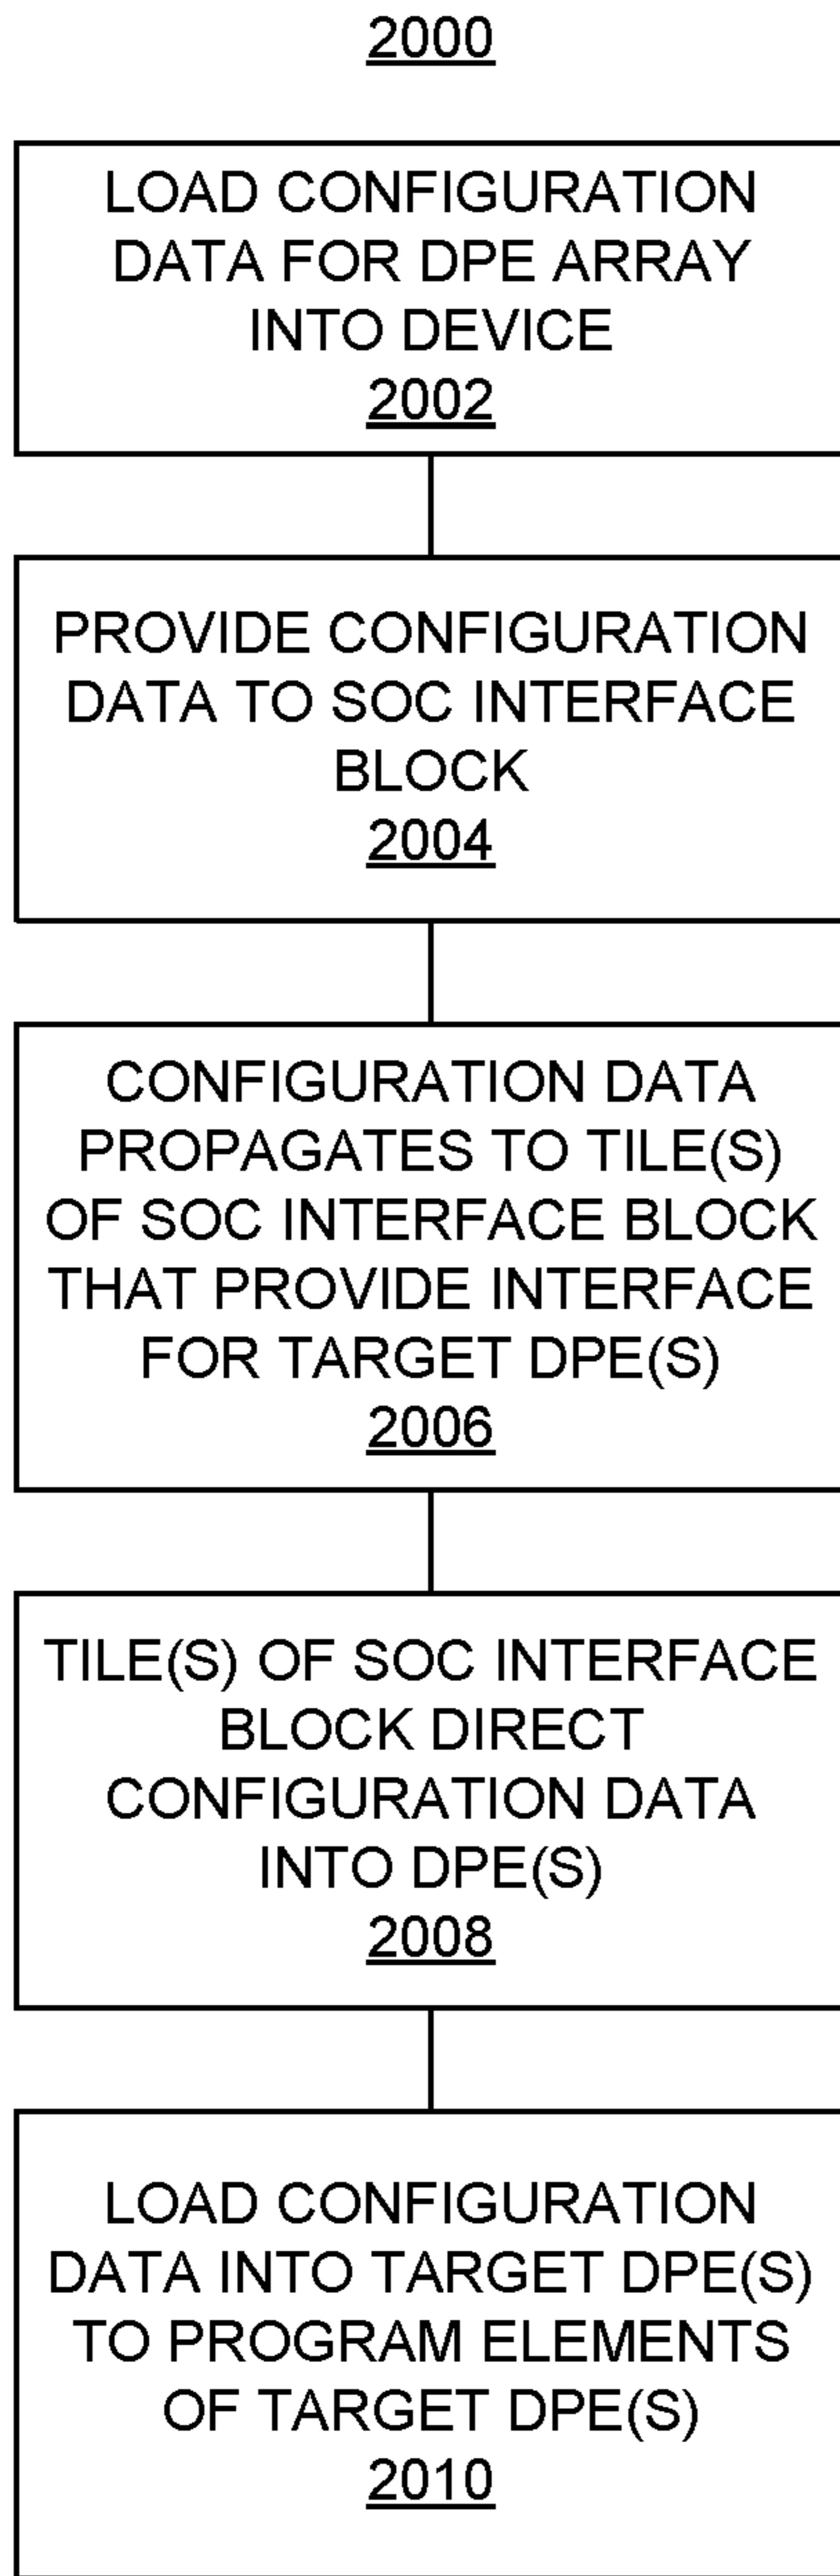 2000
LOAD CONFIGURATION
DATA FOR DPE ARRAY
INTO DEVICE
2002
PROVIDE CONFIGURATION
DATA TO SOC INTERFACE
BLOCK
2004
CONFIGURATION DATA
PROPAGATES TO TILE(S)
OF SOC INTERFACE BLOCK
THAT PROVIDE INTERFACE
FOR TARGET DPE(S)
2006
TILE(S) OF SOC INTERFACE
BLOCK DIRECT
CONFIGURATION DATA
INTO DPE(S)
2008
LOAD CONFIGURATION
DATA INTO TARGET DPE(S)
TO PROGRAM ELEMENTS
OF TARGET DPE(S)
2010